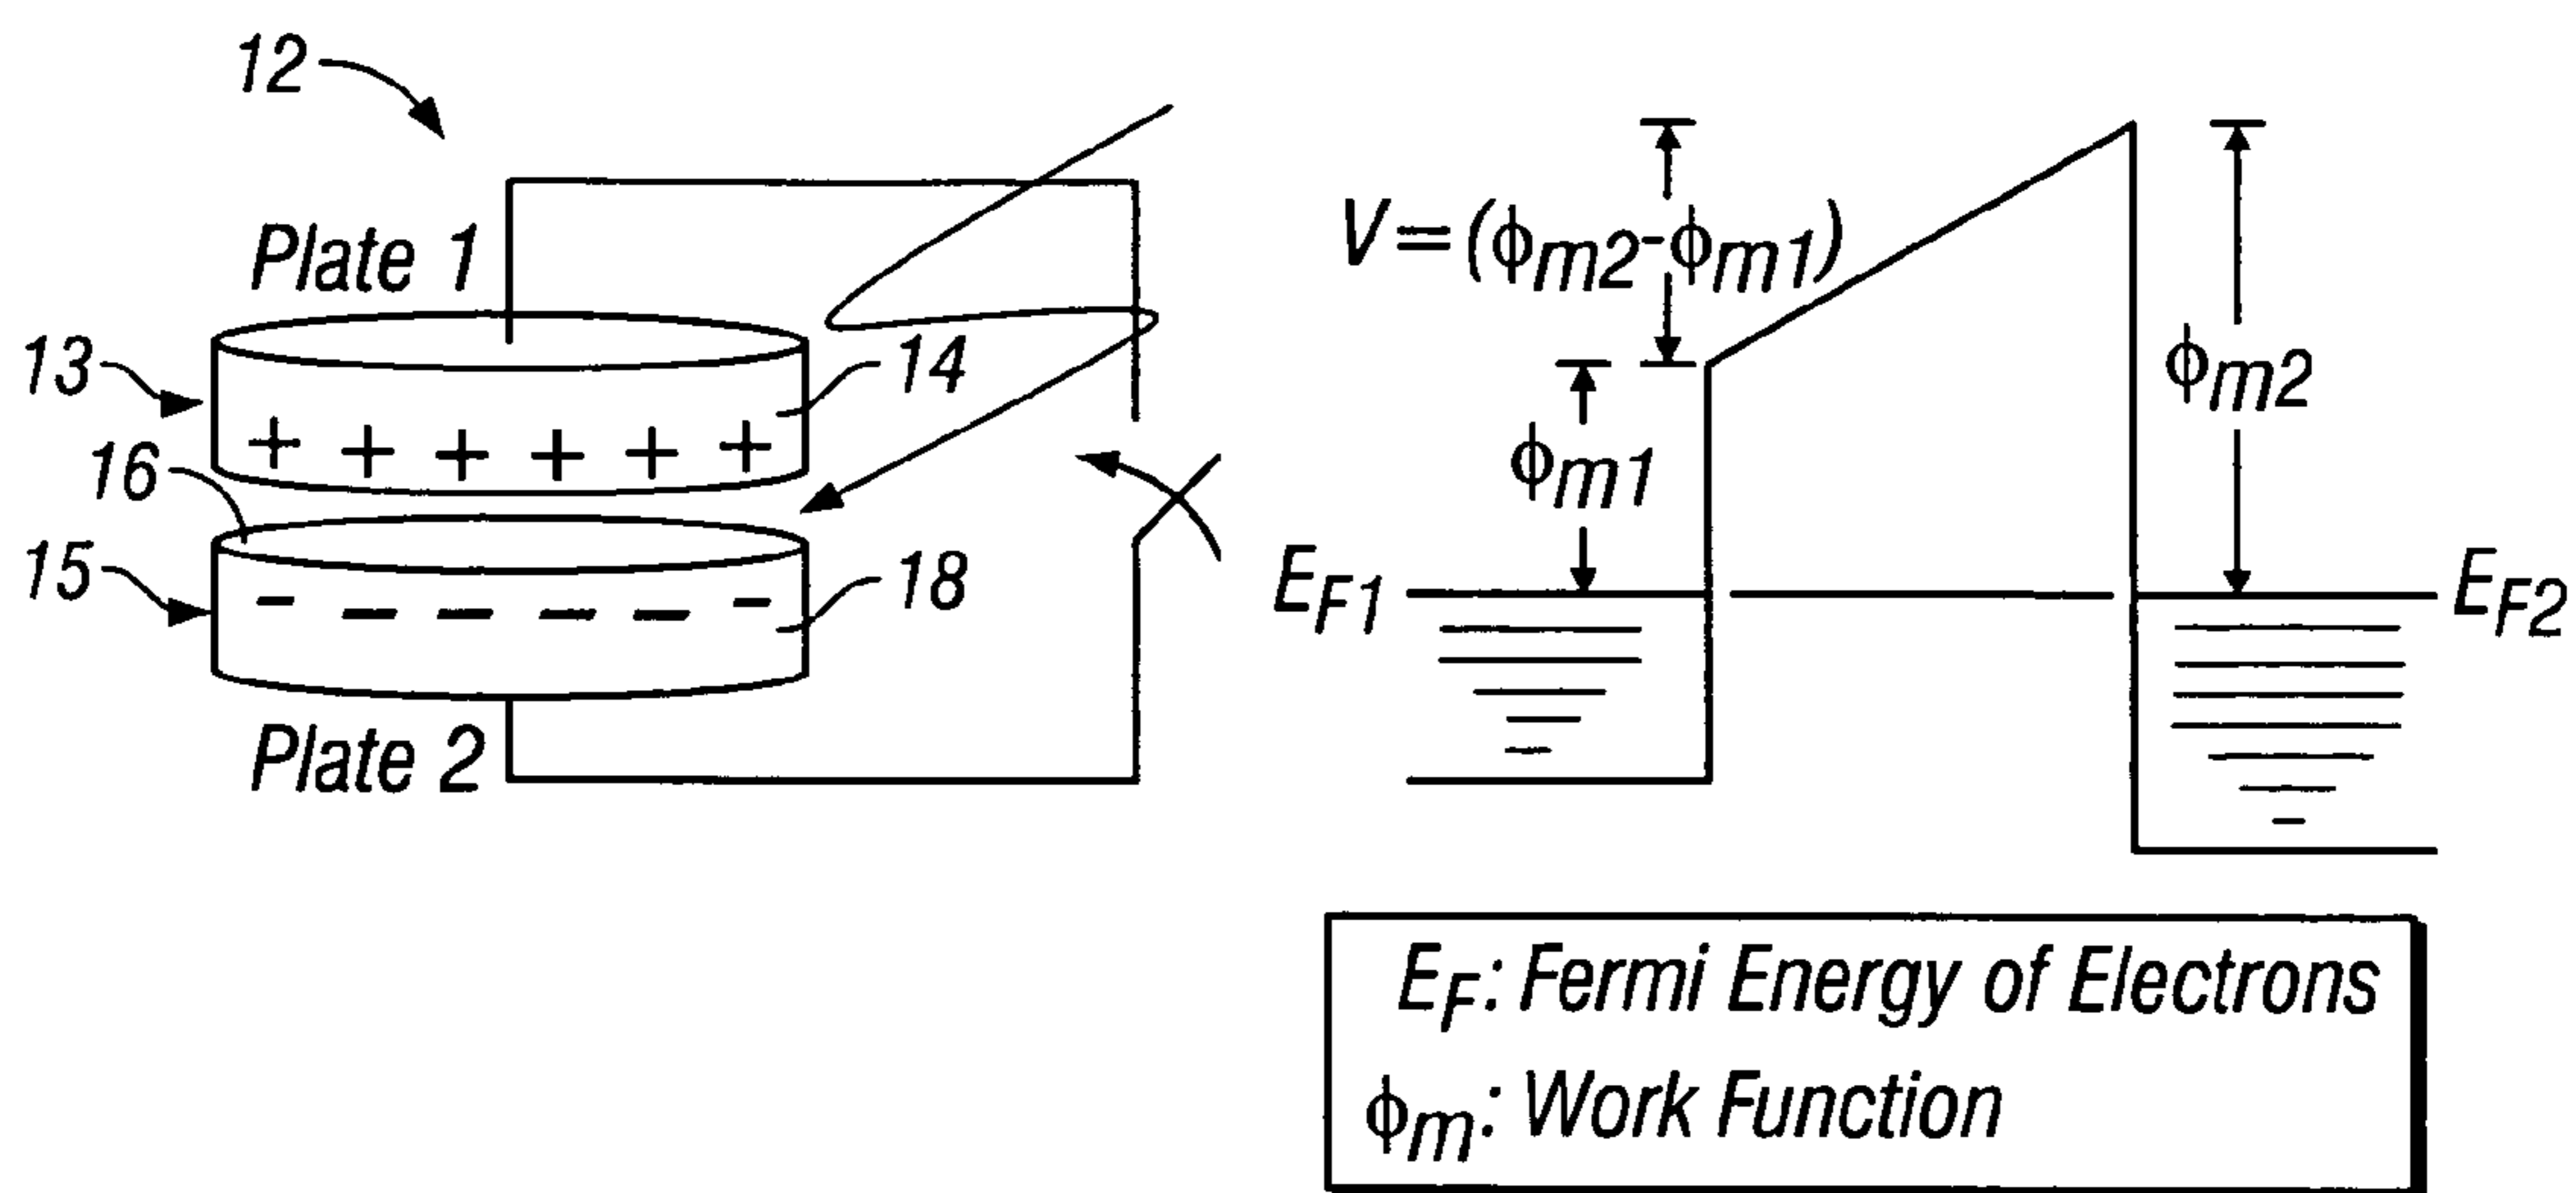 12
Plate 1
13
14
16
15
18
Plate 2
V=(ϕm2-ϕm1)
ϕm1
ϕm2
EF1
EF2
EF: Fermi Energy of Electrons
ϕm: Work Function